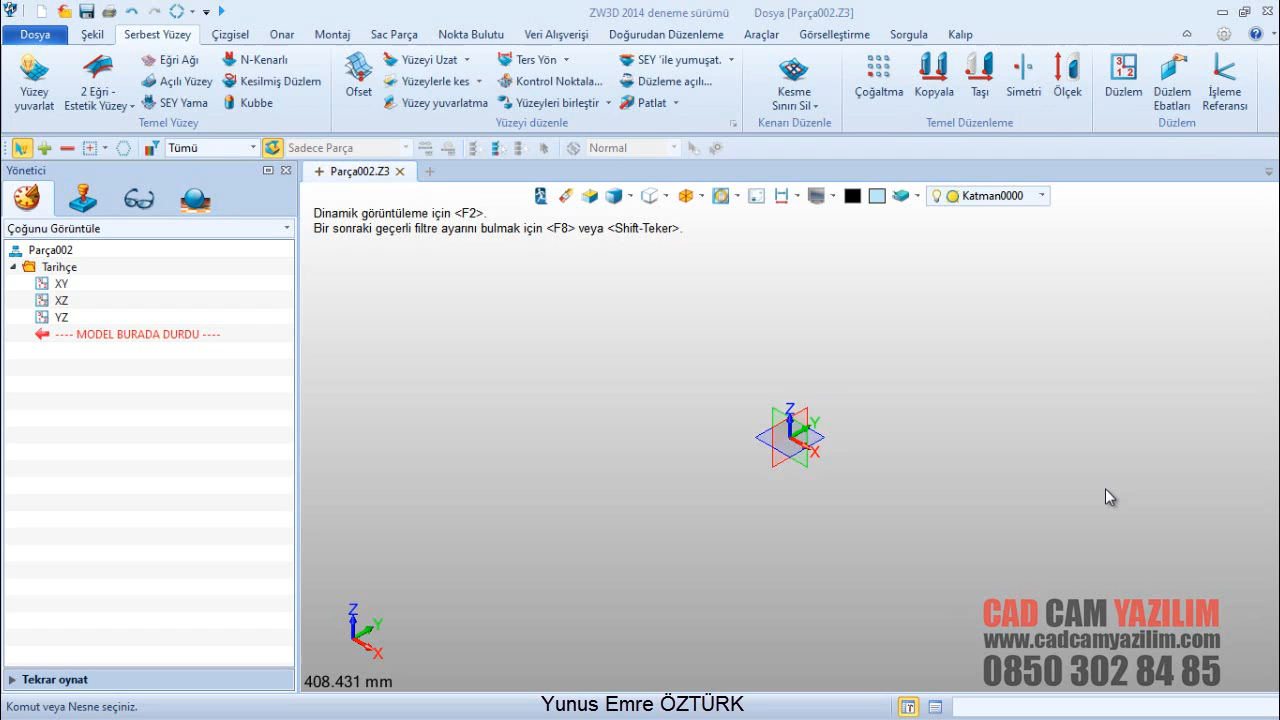 ZW3D 2014 deneme sürümü Dosya [Parça002.Z3]
Dosya Şekil Serbest Yüzey Çizgisel Onar Montaj Sac Parça Nokta Bulutu Veri Alışverişi Doğurudan Düzenleme Araçlar Görselleştirme Sorgula Kalıp
Yüzey yuvarlat
2 Eğri - Estetik Yüzey
Eğri Ağı
Açılı Yüzey
SEY Yama
N-Kenarlı
Kesilmiş Düzlem
Kubbe
Temel Yüzey
Ofset
Yüzeyi Uzat
Yüzeylerle kes
Yüzey yuvarlatma
Ters Yön
Kontrol Noktala...
Yüzeyleri birleştir
SEY 'ile yumuşat.
Düzleme açılı...
Patlat
Yüzeyi düzenle
Kesme Sınırı Sil
Kenarı Düzenle
Çoğaltma
Kopyala
Taşı
Simetri
Ölçek
Temel Düzenleme
Düzlem
Düzlem Ebatları
İşleme Referansı
Düzlem
Tümü Sadece Parça Normal
Yönetici
Parça002.Z3
Çoğunu Görüntüle
Parça002
Tarihçe
XY
XZ
YZ
---- MODEL BURADA DURDU ----
Tekrar oynat
Katman0000
Dinamik görüntüleme için <F2>.
Bir sonraki geçerli filtre ayarını bulmak için <F8> veya <Shift-Teker>.
Z
Y
X
Z
Y
X
408.431 mm
CAD CAM YAZILIM
www.cadcamyazilim.com
0850 302 84 85
Komut veya Nesne seçiniz.
Yunus Emre ÖZTÜRK